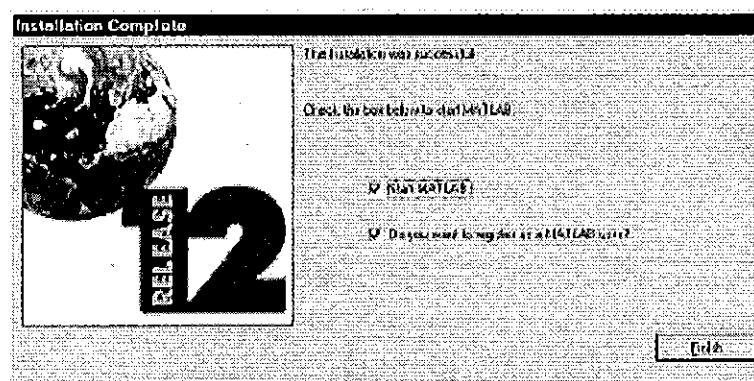 Installation Complete
The Installation was successful.
Check the box below to start MATLAB.
Start MATLAB
Do you want to register as a MATLAB user?
RELEASE
12
Finish